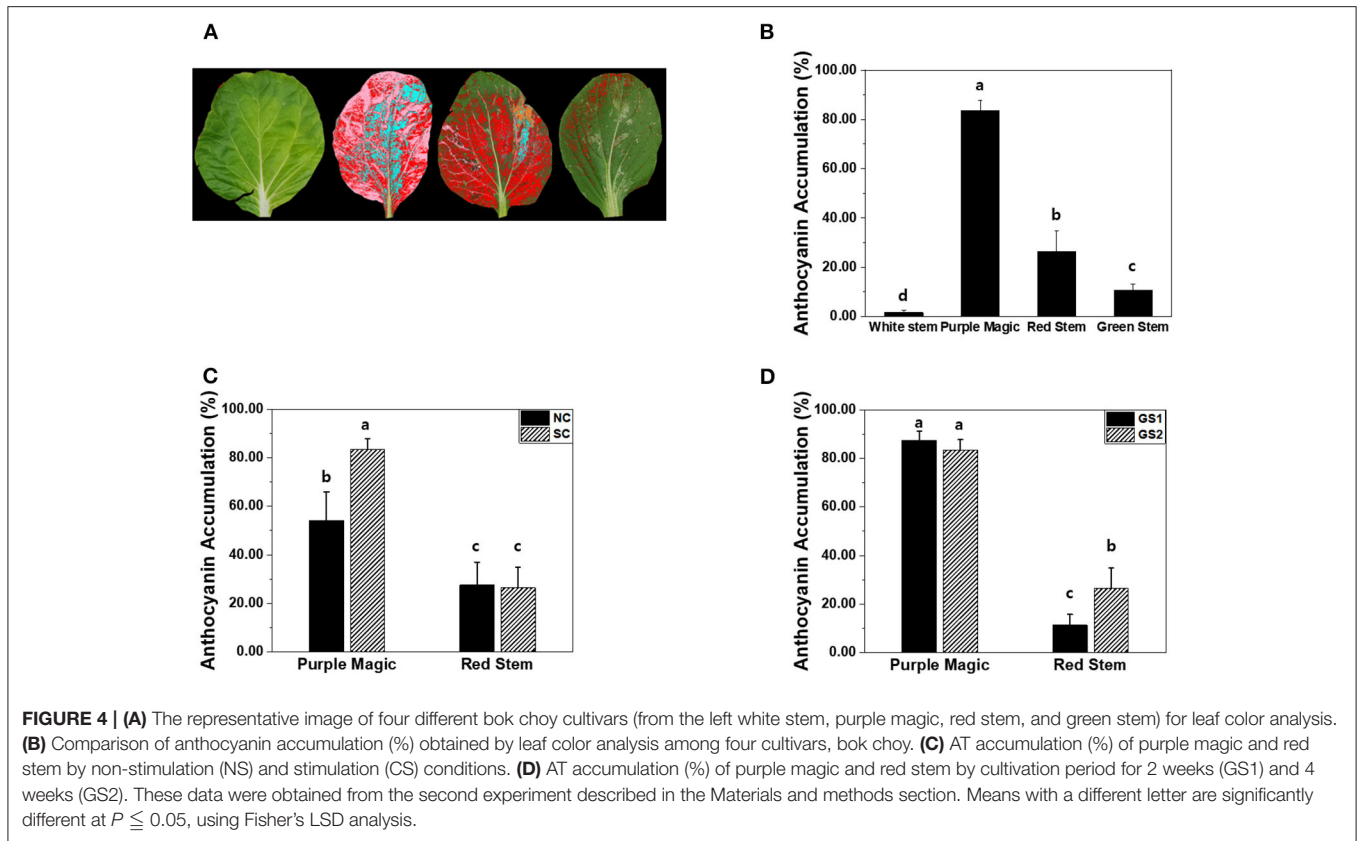 A
B
Anthocyanin Accumulation (%)
100.00
80.00
60.00
40.00
20.00
0.00
d
a
b
c
White stem
Purple Magic
Red Stem
Green Stem
C
Anthocyanin Accumulation (%)
100.00
80.00
60.00
40.00
20.00
0.00
NC
SC
b
a
c
c
Purple Magic
Red Stem
D
Anthocyanin Accumulation (%)
100.00
80.00
60.00
40.00
20.00
0.00
GS1
GS2
a
a
c
b
Purple Magic
Red Stem
FIGURE 4 | (A) The representative image of four different bok choy cultivars (from the left white stem, purple magic, red stem, and green stem) for leaf color analysis.
(B) Comparison of anthocyanin accumulation (%) obtained by leaf color analysis among four cultivars, bok choy. (C) AT accumulation (%) of purple magic and red
stem by non-stimulation (NS) and stimulation (CS) conditions. (D) AT accumulation (%) of purple magic and red stem by cultivation period for 2 weeks (GS1) and 4
weeks (GS2). These data were obtained from the second experiment described in the Materials and methods section. Means with a different letter are significantly
different at P ≦ 0.05, using Fisher's LSD analysis.